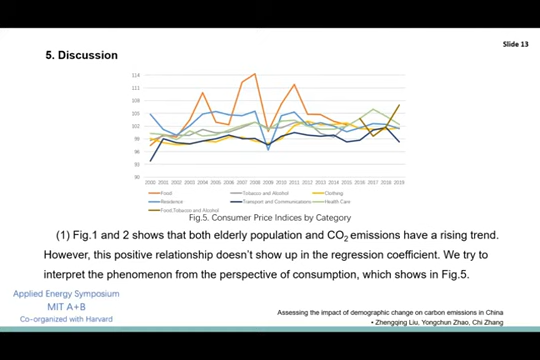 Slide 13
5. Discussion
114
111
108
105
102
99
96
93
90
2000 2001 2002 2003 2004 2005 2006 2007 2008 2009 2010 2011 2012 2013 2014 2015 2016 2017 2018 2019
Food Tobacco and Alcohol Clothing
Residence Transport and Communications Health Care
Food Tobacco and Alcohol
Fig.5. Consumer Price Indices by Category
(1) Fig.1 and 2 shows that both elderly population and CO2 emissions have a rising trend.
However, this positive relationship doesn't show up in the regression coefficient. We try to
interpret the phenomenon from the perspective of consumption, which shows in Fig.5.
Applied Energy Symposium
MIT A+B
Co-organized with Harvard
Assessing the impact of demographic change on carbon emissions in China
• Zhengqing Liu, Yongchun Zhao, Chi Zhang